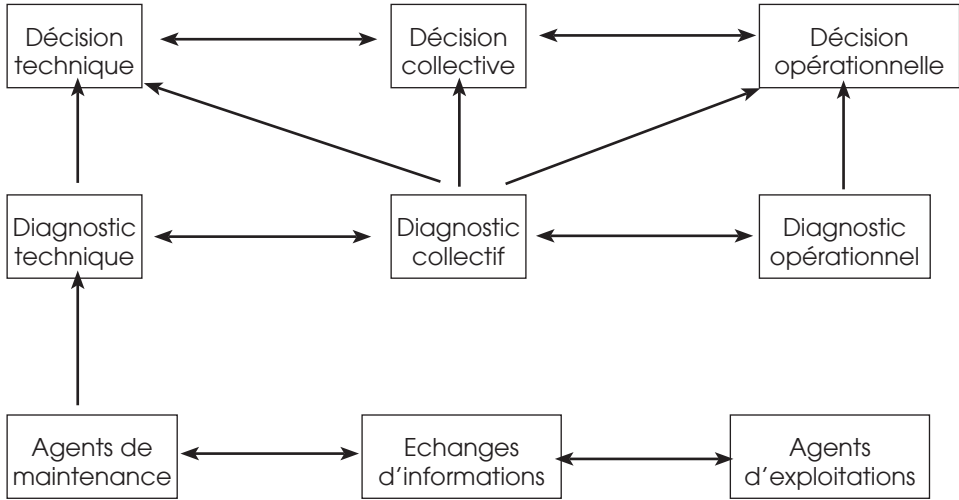 Décision
technique
Décision
collective
Décision
opérationnelle
Diagnostic
technique
Diagnostic
collectif
Diagnostic
opérationnel
Agents de
maintenance
Echanges
d’informations
Agents
d’exploitations